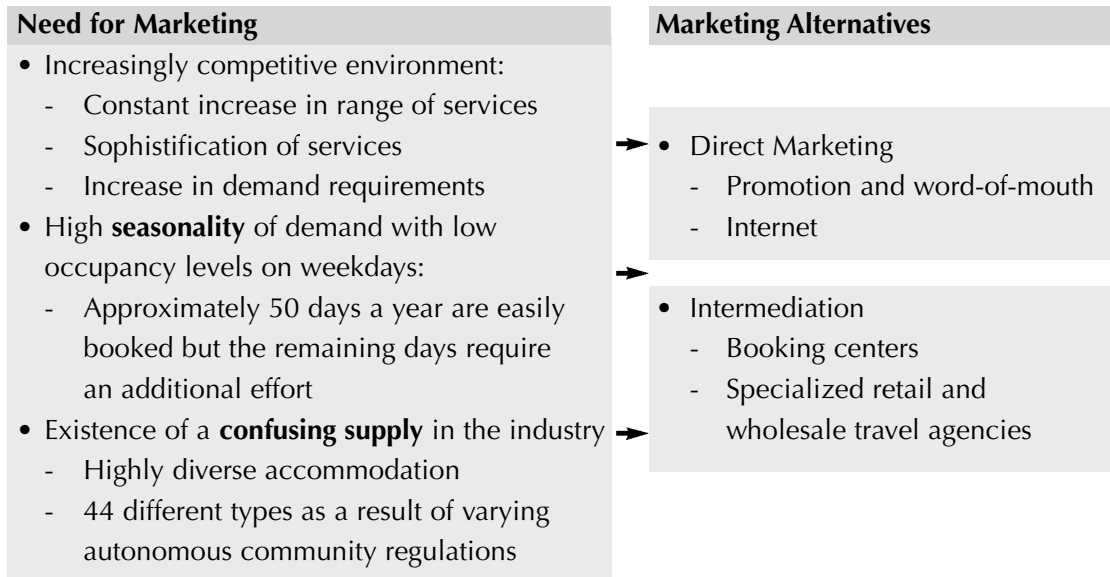 Need for Marketing
• Increasingly competitive environment:
- Constant increase in range of services
- Sophistification of services
- Increase in demand requirements
• High seasonality of demand with low
occupancy levels on weekdays:
- Approximately 50 days a year are easily
booked but the remaining days require
an additional effort
• Existence of a confusing supply in the industry
- Highly diverse accommodation
- 44 different types as a result of varying
autonomous community regulations
Marketing Alternatives
• Direct Marketing
- Promotion and word-of-mouth
- Internet
• Intermediation
- Booking centers
- Specialized retail and
wholesale travel agencies